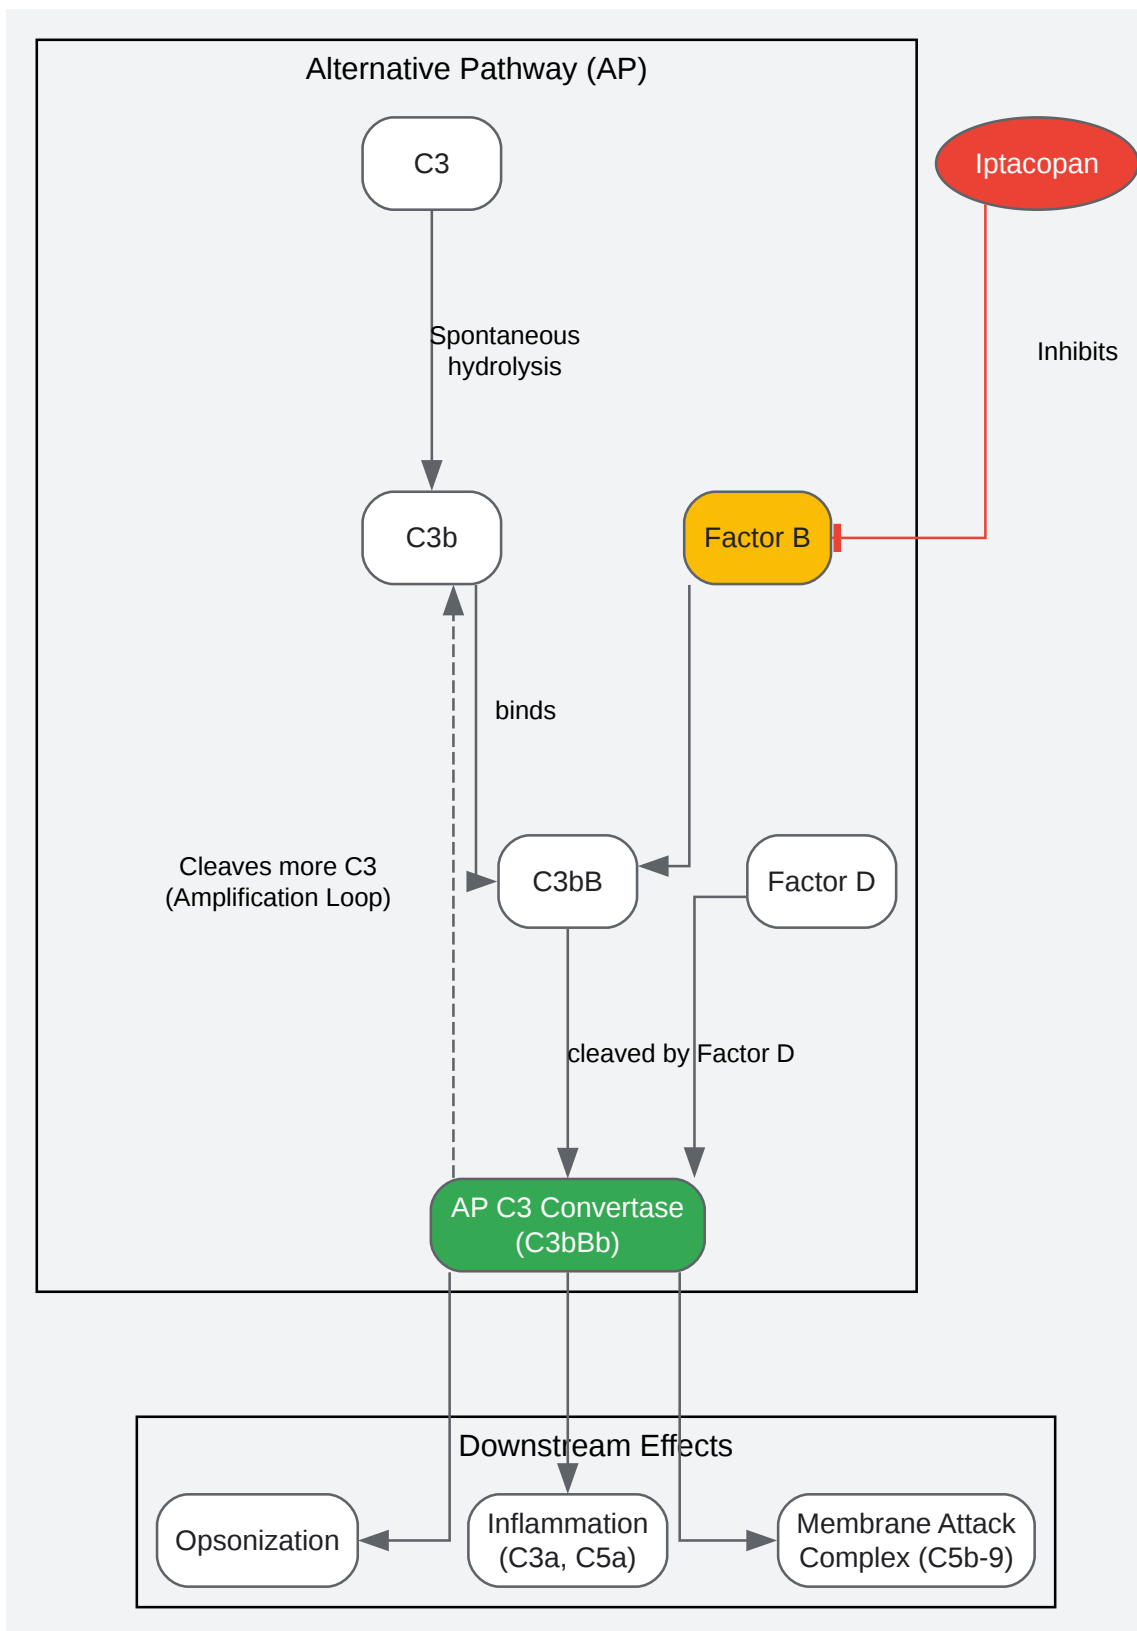 Alternative Pathway (AP)
C3
Iptacopan
Spontaneous
hydrolysis
Inhibits
C3b
Factor B
binds
Cleaves more C3
(Amplification Loop)
C3bB
Factor D
cleaved by Factor D
AP C3 Convertase
(C3bBb)
Downstream Effects
Opsonization
Inflammation
(C3a, C5a)
Membrane Attack
Complex (C5b-9)